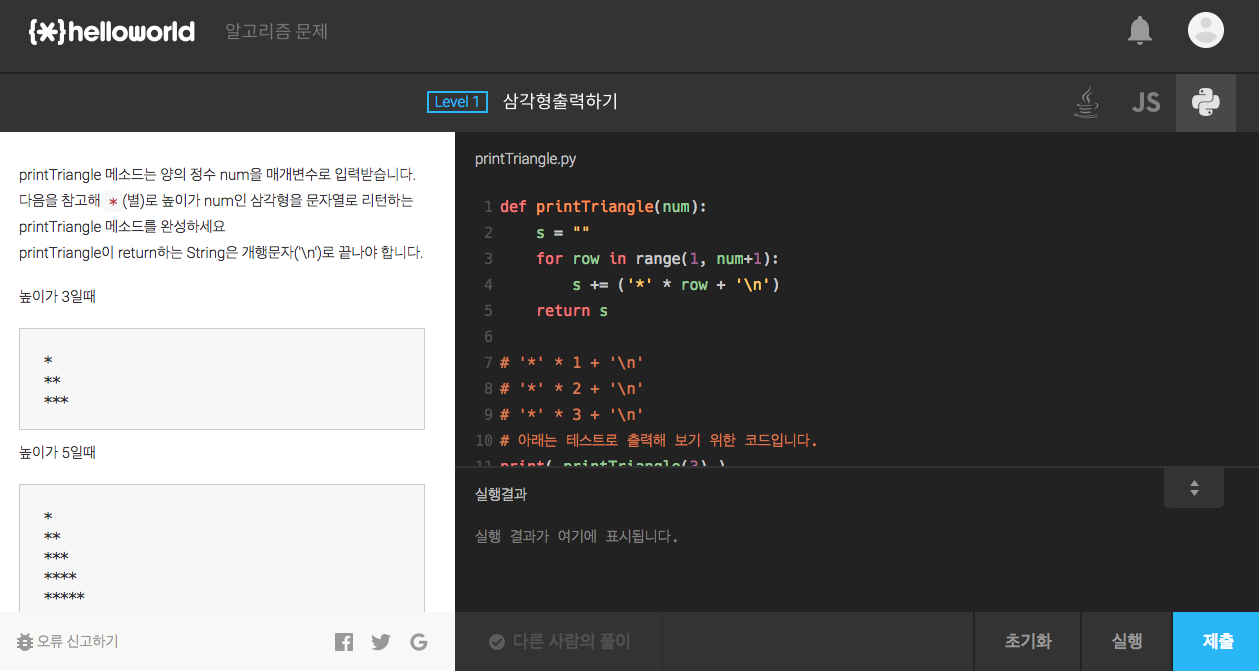 {*}helloworld 알고리즘 문제
Level 1 삼각형출력하기
JS
printTriangle 메소드는 양의 정수 num을 매개변수로 입력받습니다.
다음을 참고해 * (별)로 높이가 num인 삼각형을 문자열로 리턴하는
printTriangle 메소드를 완성하세요
printTriangle이 return하는 String은 개행문자('\n')로 끝나야 합니다.
높이가 3일때
*
**
***
높이가 5일때
*
**
***
****
*****
오류 신고하기
printTriangle.py
1 def printTriangle(num):
2     s = ""
3     for row in range(1, num+1):
4         s += ('*' * row + '\n')
5     return s
6
7 # '*' * 1 + '\n'
8 # '*' * 2 + '\n'
9 # '*' * 3 + '\n'
10 # 아래는 테스트로 출력해 보기 위한 코드입니다.
11 print( printTriangle(3) )
실행결과
실행 결과가 여기에 표시됩니다.
다른 사람의 풀이
초기화
실행
제출